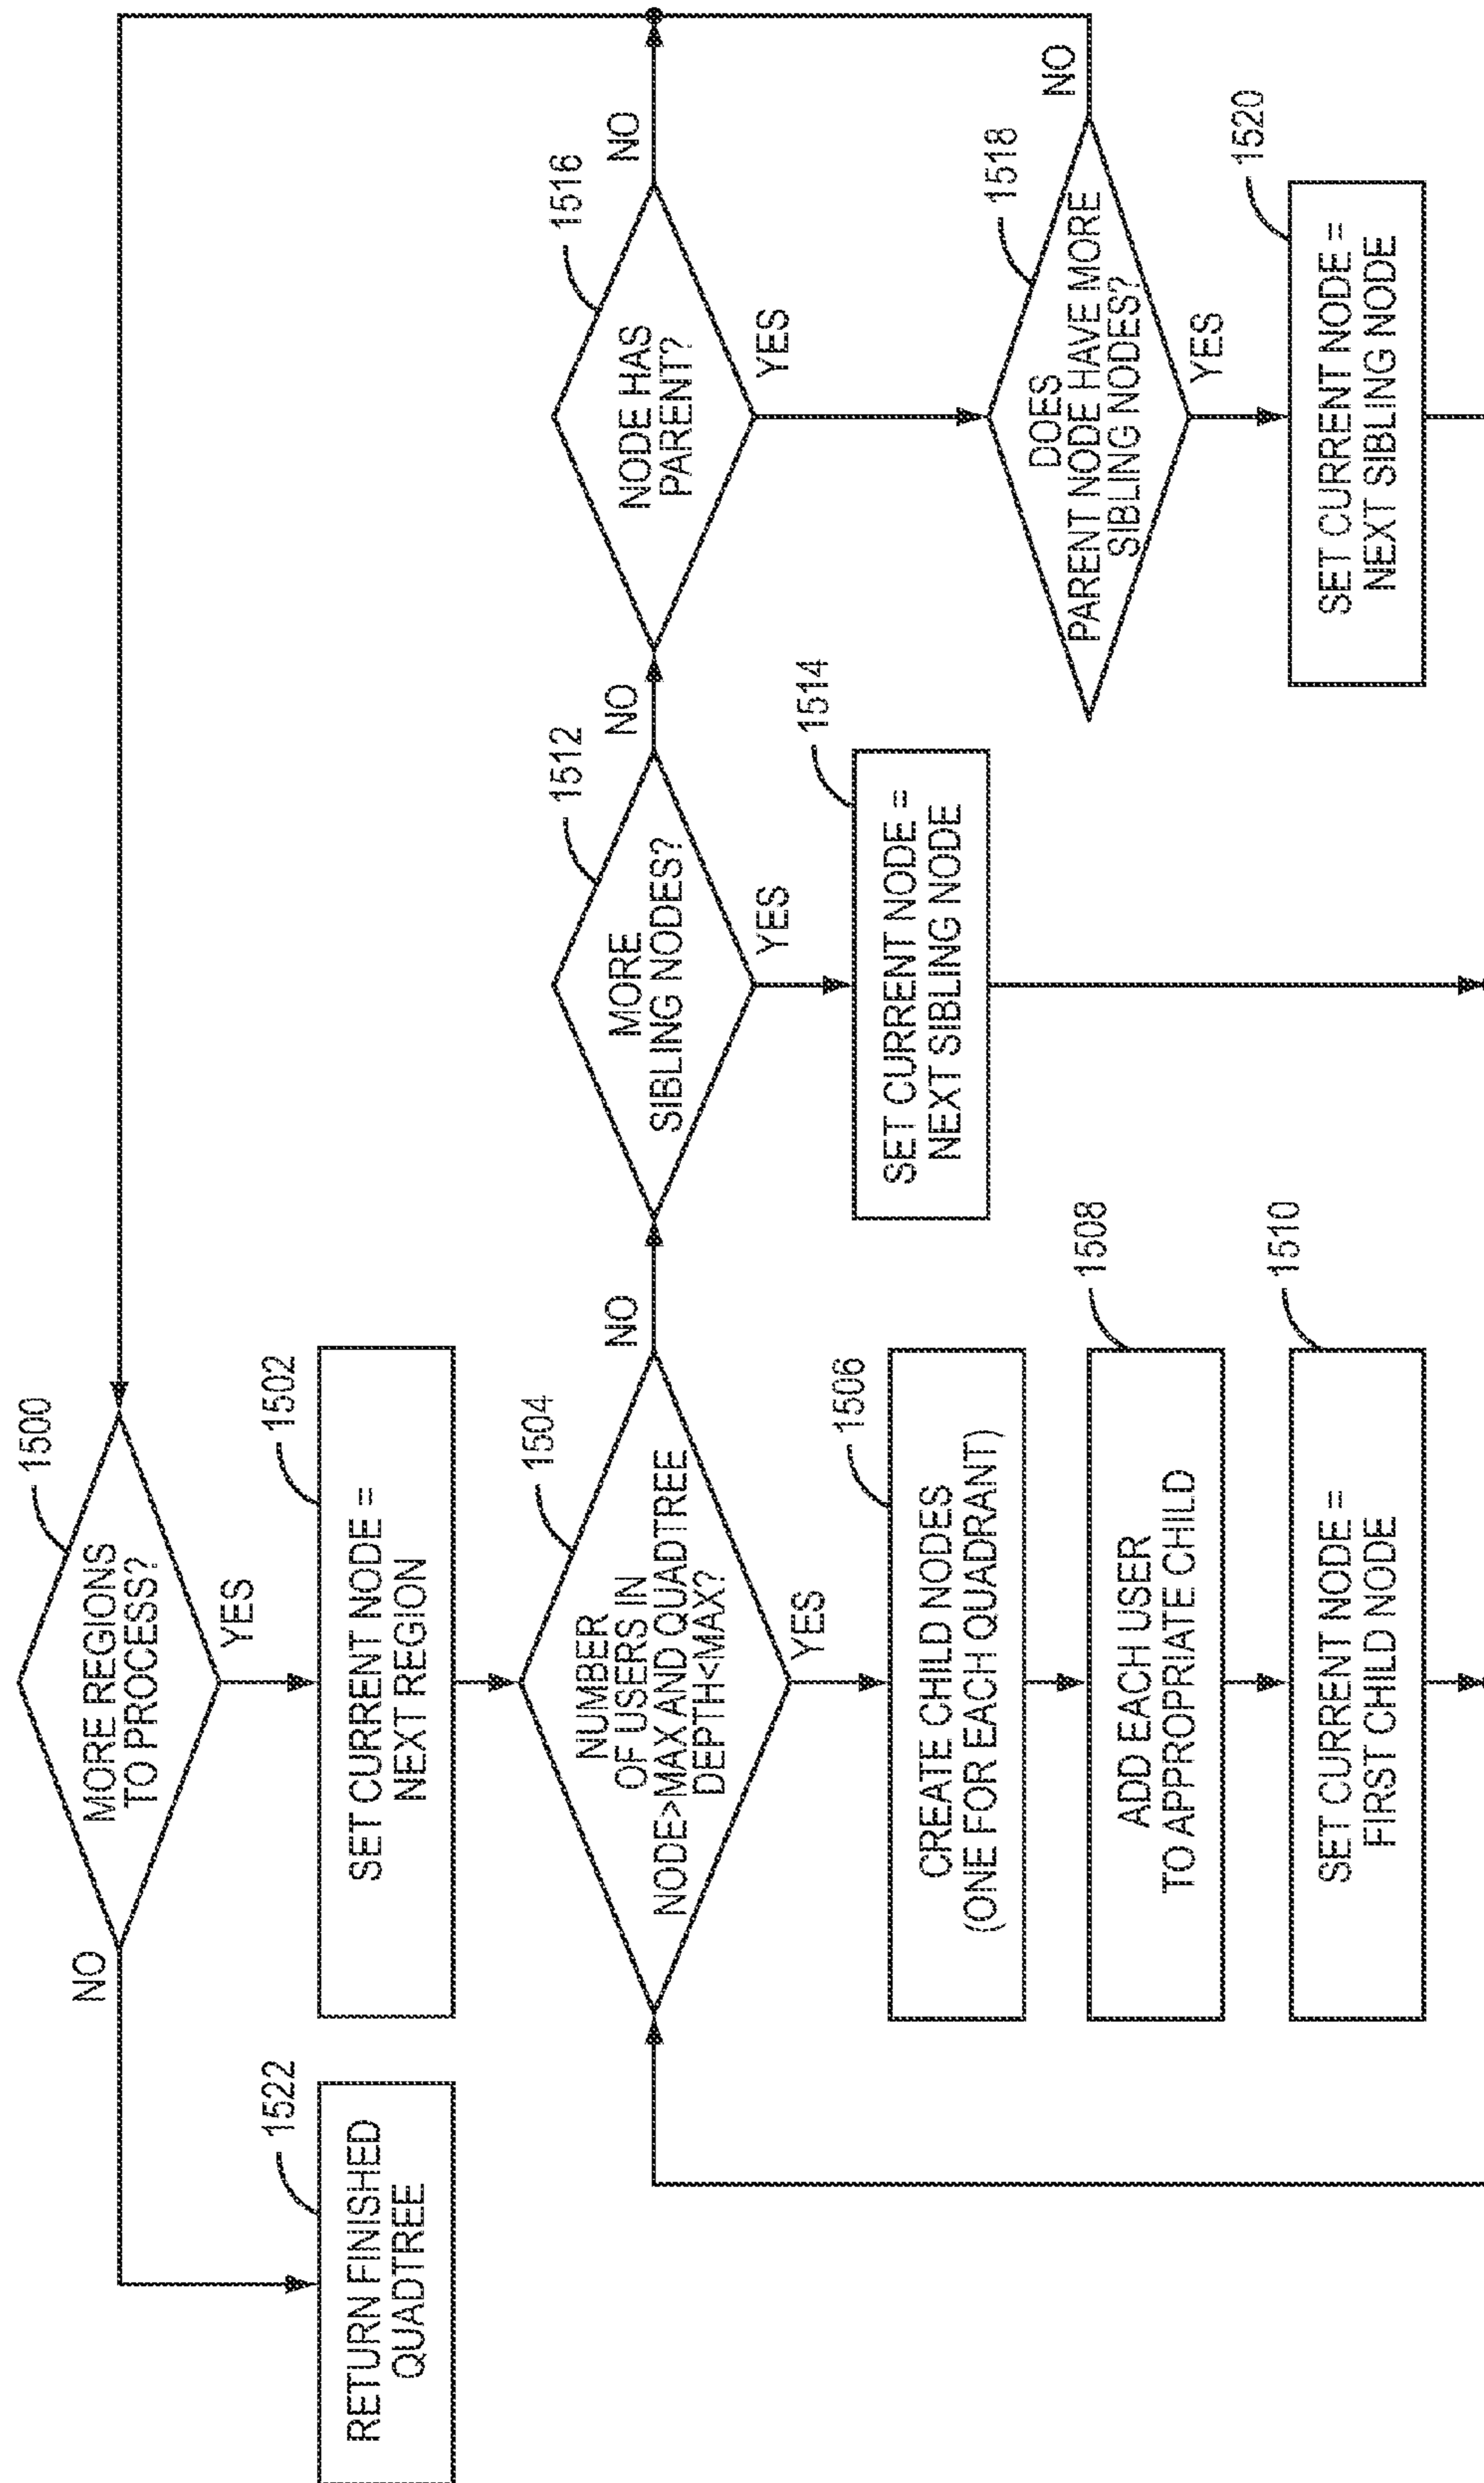 1500
MORE REGIONS
TO PROCESS?
NO
YES
1522
RETURN FINISHED
QUADTREE
1502
SET CURRENT NODE =
NEXT REGION
1504
NUMBER
OF USERS IN
NODE>MAX AND QUADTREE
DEPTH<MAX?
NO
YES
1506
CREATE CHILD NODES
(ONE FOR EACH QUADRANT)
1508
ADD EACH USER
TO APPROPRIATE CHILD
1510
SET CURRENT NODE =
FIRST CHILD NODE
1512
MORE
SIBLING NODES?
NO
YES
1514
SET CURRENT NODE =
NEXT SIBLING NODE
1516
NODE HAS
PARENT?
NO
YES
1518
DOES
PARENT NODE HAVE MORE
SIBLING NODES?
NO
YES
1520
SET CURRENT NODE =
NEXT SIBLING NODE